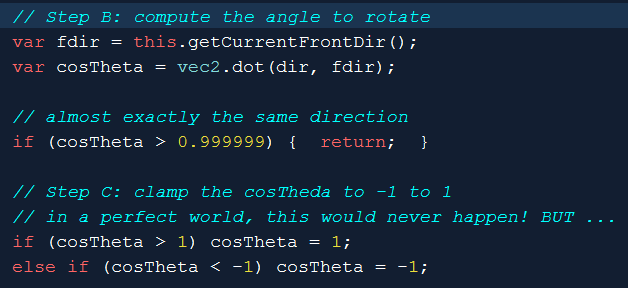 // Step B: compute the angle to rotate
var fdir = this.getCurrentFrontDir();
var cosTheta = vec2.dot(dir, fdir);
// almost exactly the same direction
if (cosTheta > 0.999999) {  return;  }
// Step C: clamp the cosTheda to -1 to 1
// in a perfect world, this would never happen! BUT ...
if (cosTheta > 1) cosTheta = 1;
else if (cosTheta < -1) cosTheta = -1;